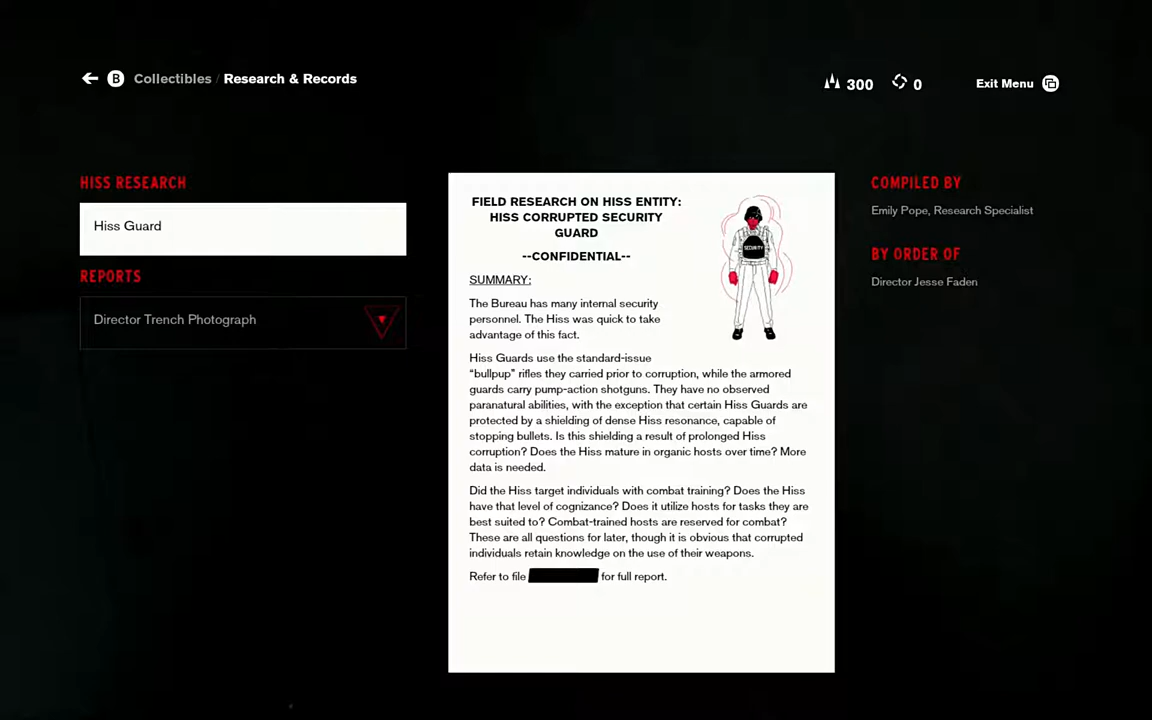 B Collectibles / Research & Records
300 0 Exit Menu
HISS RESEARCH
Hiss Guard
REPORTS
Director Trench Photograph
FIELD RESEARCH ON HISS ENTITY:
HISS CORRUPTED SECURITY
GUARD
--CONFIDENTIAL--
SUMMARY:
The Bureau has many internal security
personnel. The Hiss was quick to take
advantage of this fact.
Hiss Guards use the standard-issue
“bullpup” rifles they carried prior to corruption, while the armored
guards carry pump-action shotguns. They have no observed
paranatural abilities, with the exception that certain Hiss Guards are
protected by a shielding of dense Hiss resonance, capable of
stopping bullets. Is this shielding a result of prolonged Hiss
corruption? Does the Hiss mature in organic hosts over time? More
data is needed.
Did the Hiss target individuals with combat training? Does the Hiss
have that level of cognizance? Does it utilize hosts for tasks they are
best suited to? Combat-trained hosts are reserved for combat?
These are all questions for later, though it is obvious that corrupted
individuals retain knowledge on the use of their weapons.
Refer to file for full report.
SECURITY
COMPILED BY
Emily Pope, Research Specialist
BY ORDER OF
Director Jesse Faden